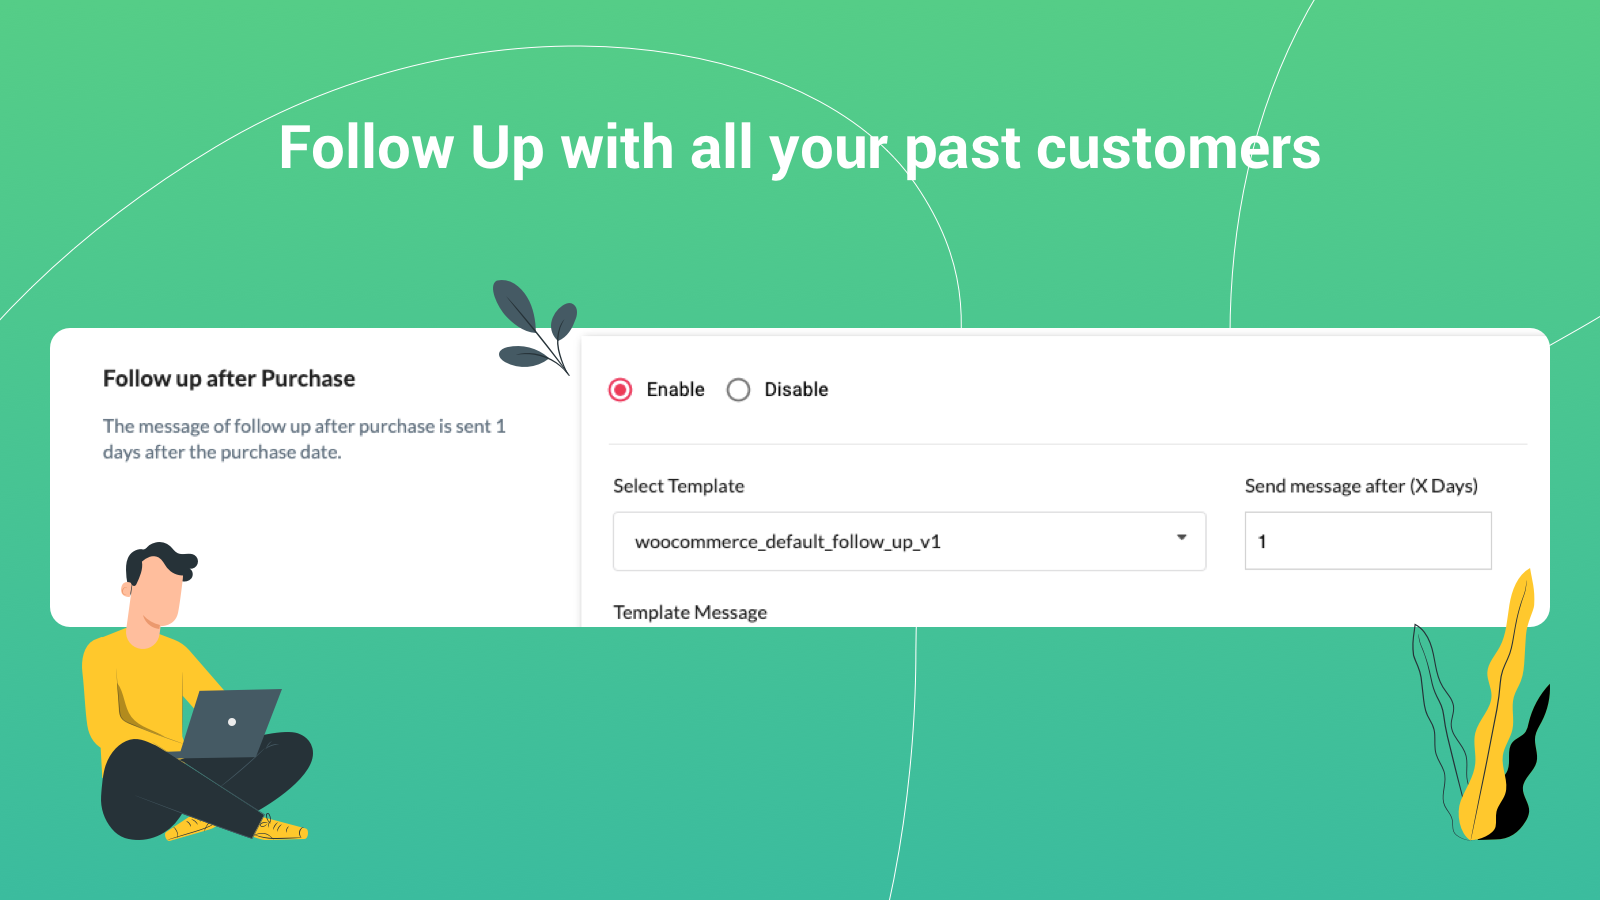 Follow Up with all your past customers
Follow up after Purchase
The message of follow up after purchase is sent 1
days after the purchase date.
Enable
Disable
Select Template
Send message after (X Days)
woocommerce_default_follow_up_v1
1
Template Message